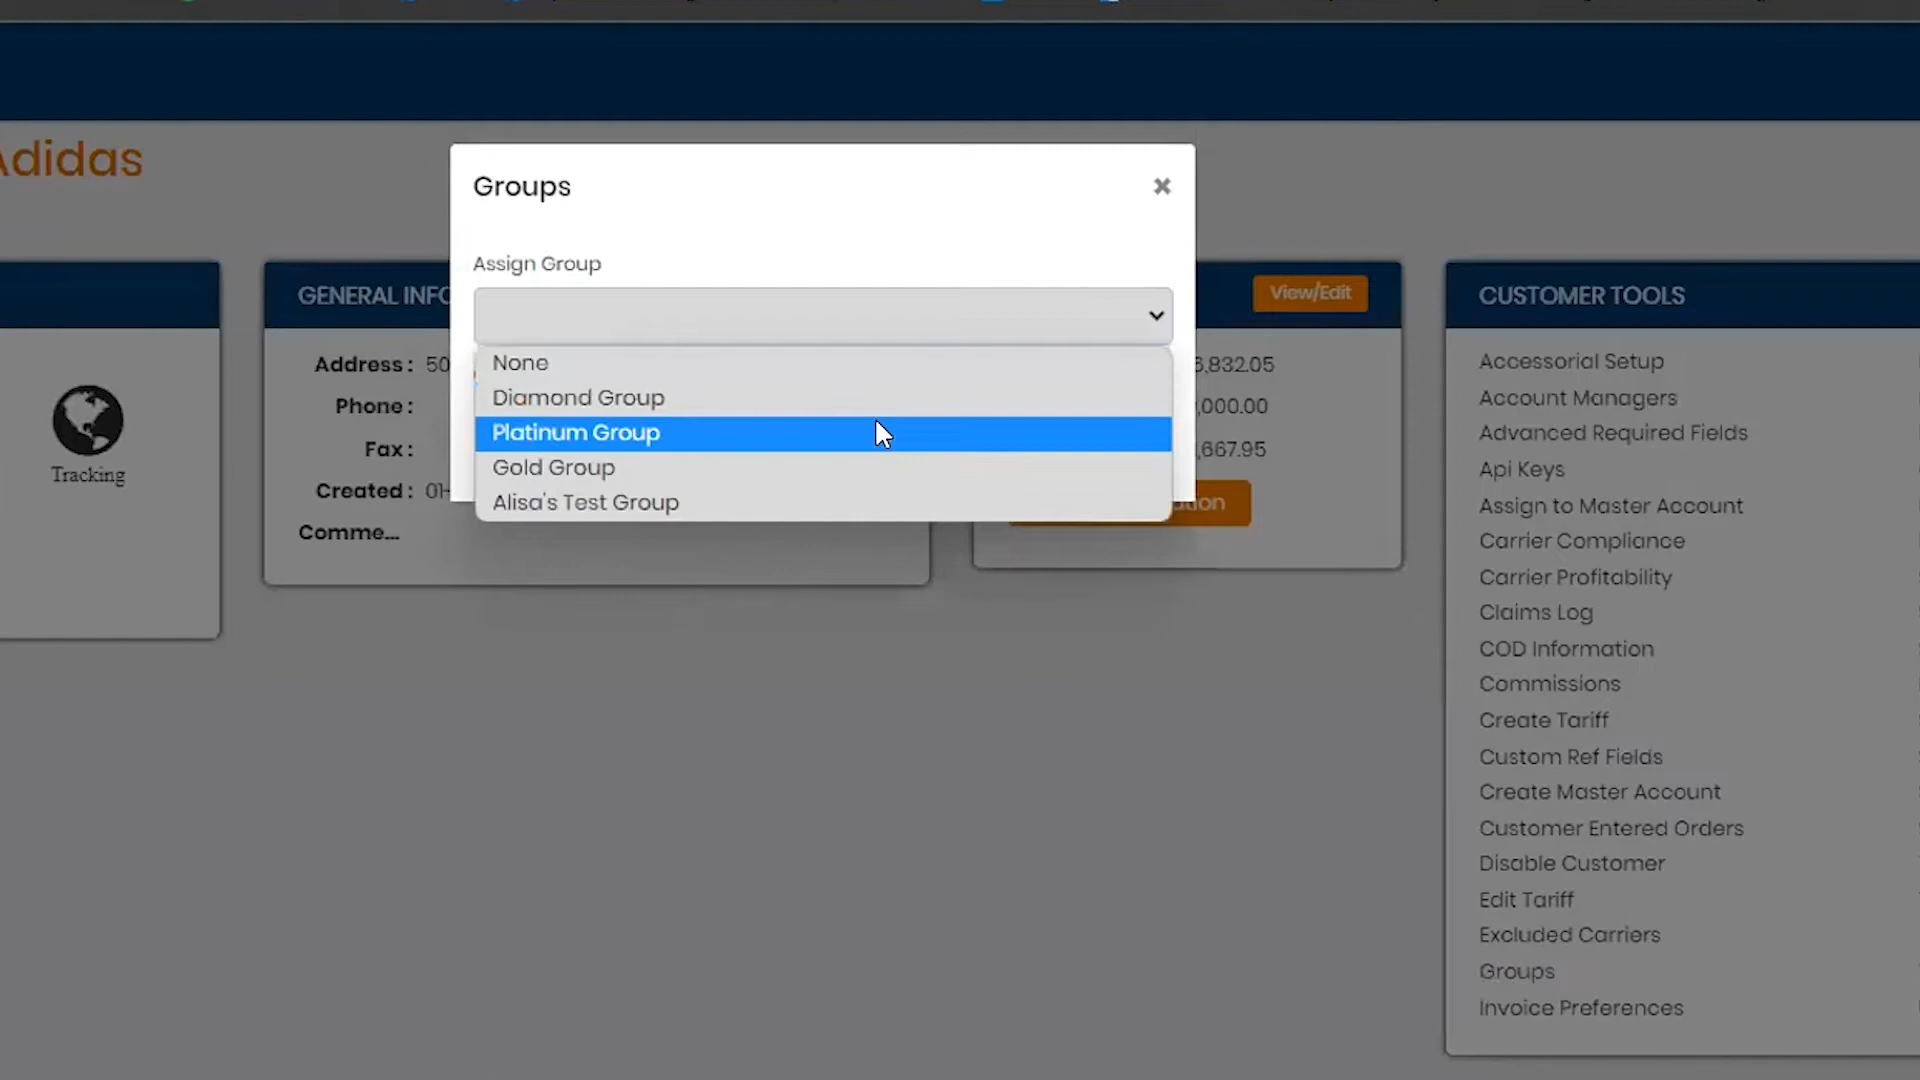 Adidas
Groups
Assign Group
None
Diamond Group
Platinum Group
Gold Group
Alisa's Test Group
Tracking
GENERAL INFO
Address : 50
Phone :
Fax :
Created : 01-
Comme...
View/Edit
,832.05
,000.00
,667.95
CUSTOMER TOOLS
Accessorial Setup
Account Managers
Advanced Required Fields
Api Keys
Assign to Master Account
Carrier Compliance
Carrier Profitability
Claims Log
COD Information
Commissions
Create Tariff
Custom Ref Fields
Create Master Account
Customer Entered Orders
Disable Customer
Edit Tariff
Excluded Carriers
Groups
Invoice Preferences